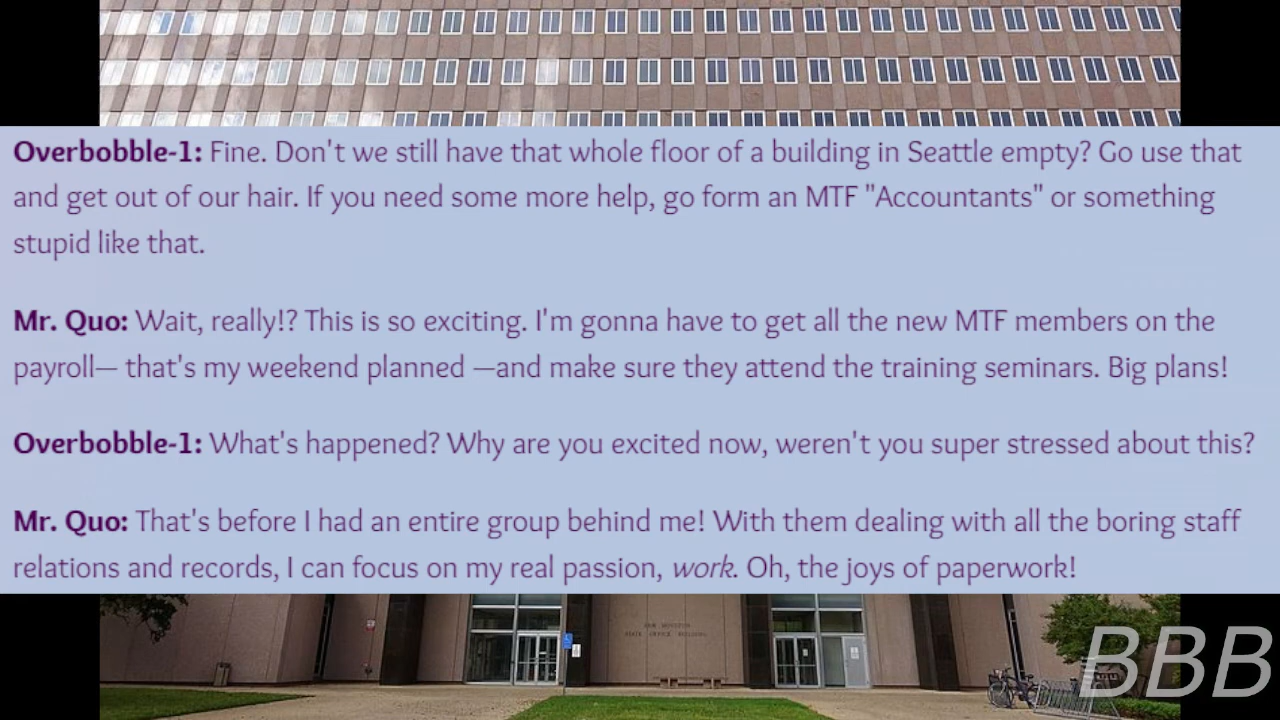 Overbobble-1: Fine. Don't we still have that whole floor of a building in Seattle empty? Go use that
and get out of our hair. If you need some more help, go form an MTF "Accountants" or something
stupid like that.
Mr. Quo: Wait, really!? This is so exciting. I'm gonna have to get all the new MTF members on the
payroll— that's my weekend planned —and make sure they attend the training seminars. Big plans!
Overbobble-1: What's happened? Why are you excited now, weren't you super stressed about this?
Mr. Quo: That's before I had an entire group behind me! With them dealing with all the boring staff
relations and records, I can focus on my real passion, work. Oh, the joys of paperwork!
STATE OFFICE BUILDING
BBB